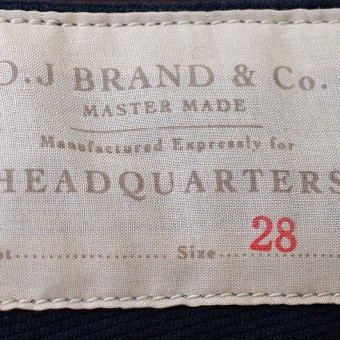 O.J BRAND & Co.
MASTER MADE
Manufactured Expressly for
HEADQUARTERS
Size 28